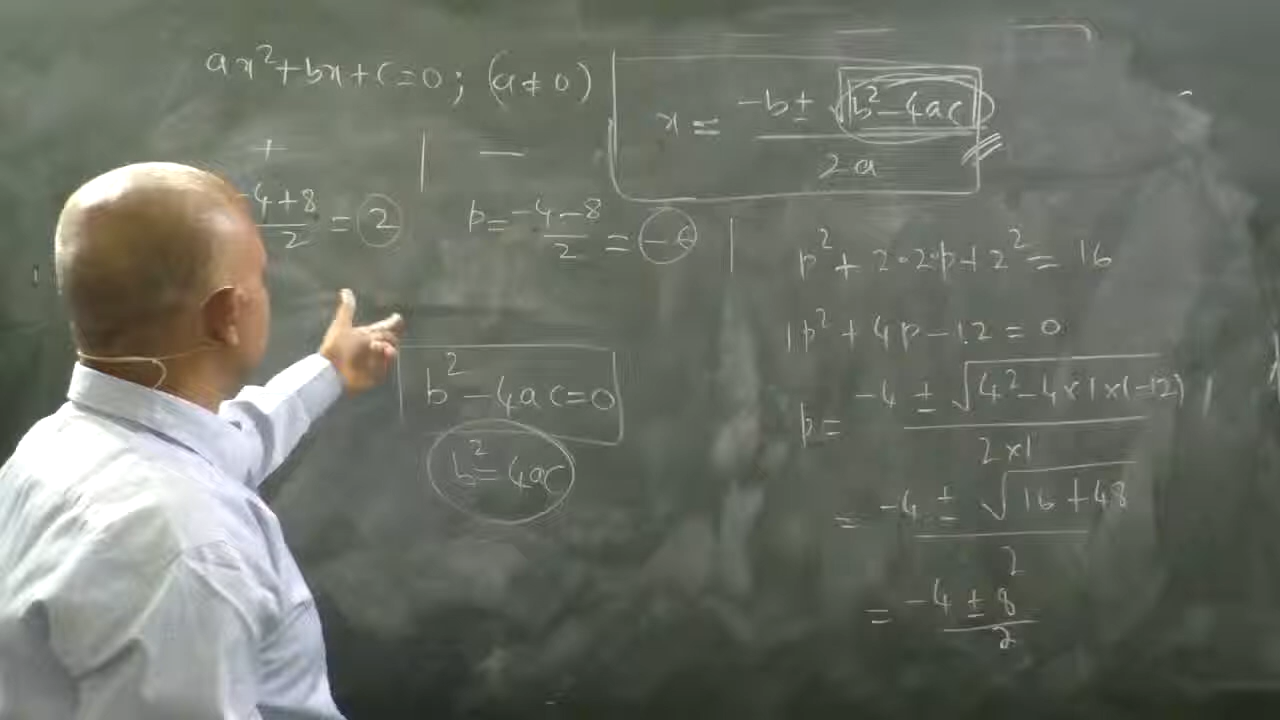 ax²+bx+c=0; (a≠0)
x = (-b ± √(b²-4ac))/2a
+ | −
-4+8/2 = 2
p = -4-8/2 = -6
p² + 2·2·p+2² = 16
1p² + 4p - 12 = 0
p = (-4 ± √(4²-4×1×(-12)))/2×1
= (-4 ± √(16+48))/2
= (-4 ± 8)/2
b²-4ac=0
b²=4ac